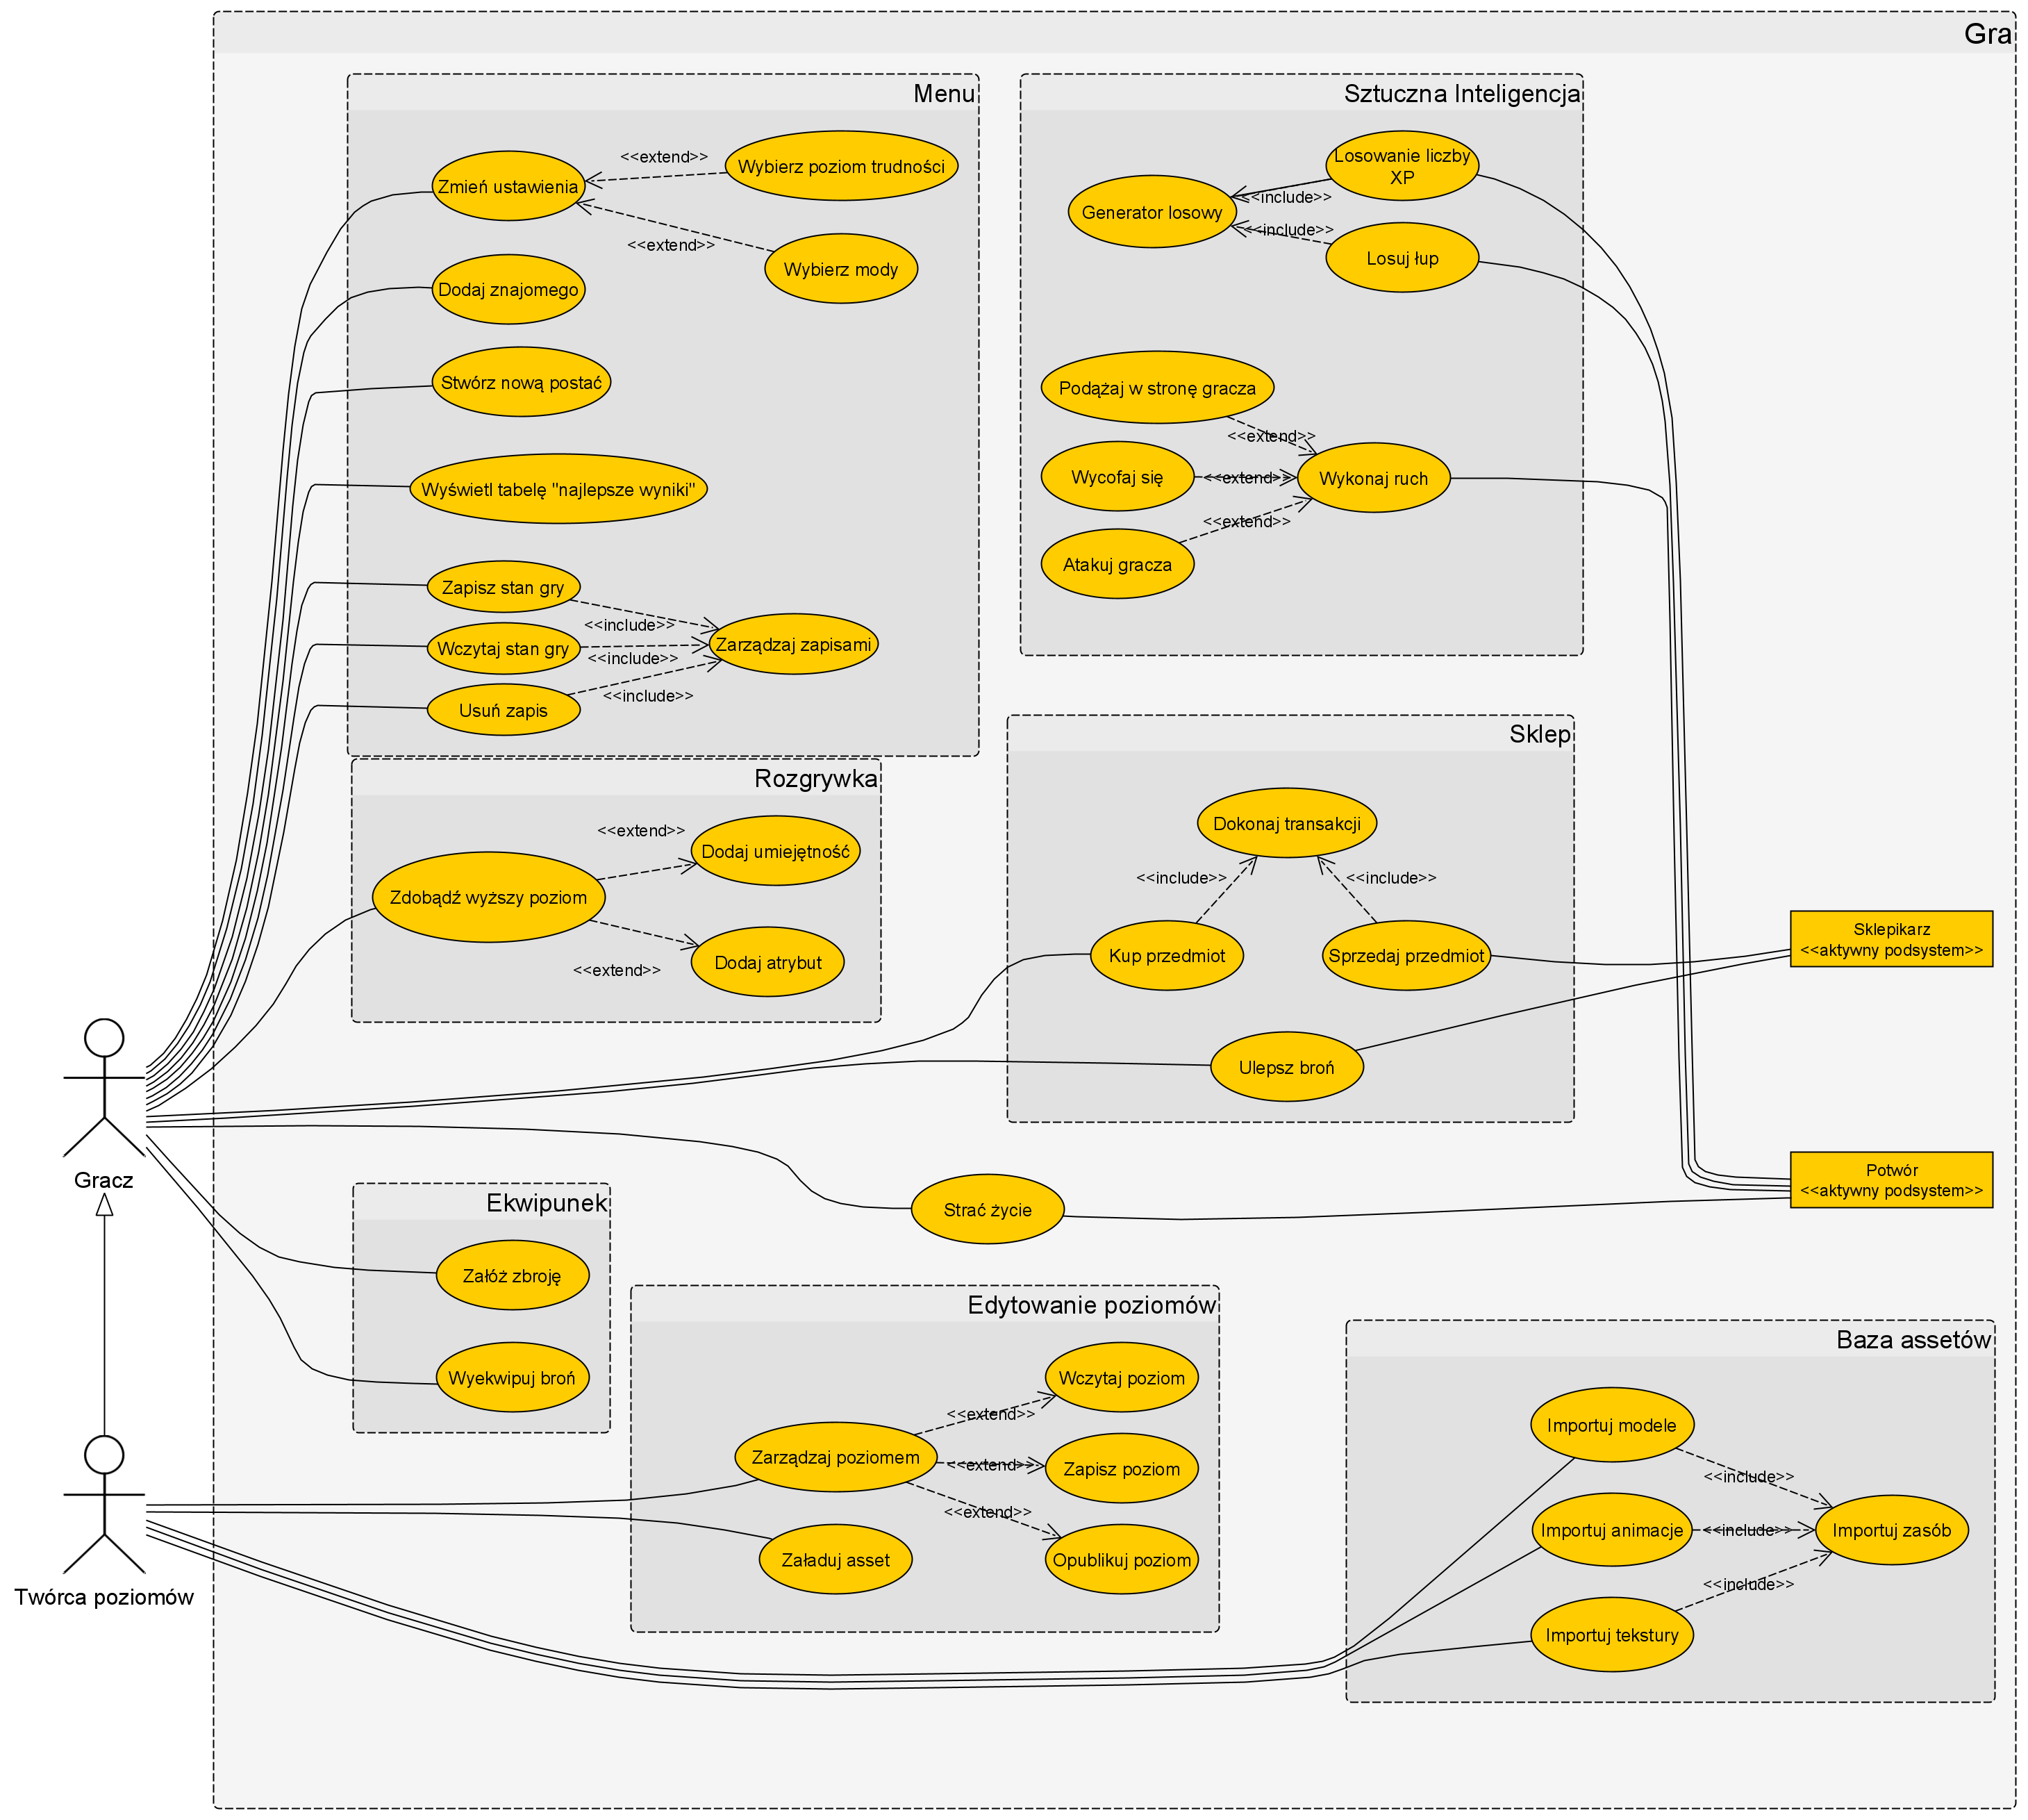 Gra
Menu
Zmień ustawienia
<<extend>>
Wybierz poziom trudności
<<extend>>
Wybierz mody
Dodaj znajomego
Stwórz nową postać
Wyświetl tabelę "najlepsze wyniki"
Zapisz stan gry
<<include>>
Wczytaj stan gry
<<include>>
Zarządzaj zapisami
Usuń zapis
<<include>>
Sztuczna Inteligencja
Losowanie liczby
XP
<<include>>
Generator losowy
<<include>>
Losuj łup
Podążaj w stronę gracza
<<extend>>
Wycofaj się
<<extend>>
Wykonaj ruch
<<extend>>
Atakuj gracza
Rozgrywka
<<extend>>
Dodaj umiejętność
Zdobądź wyższy poziom
Dodaj atrybut
<<extend>>
Sklep
Dokonaj transakcji
<<include>>
<<include>>
Kup przedmiot
Sprzedaj przedmiot
Ulepsz broń
Sklepikarz
<<aktywny podsystem>>
Potwór
<<aktywny podsystem>>
Gracz
Strać życie
Ekwipunek
Załóż zbroję
Wyekwipuj broń
Edytowanie poziomów
Wczytaj poziom
<<extend>>
Zarządzaj poziomem
<<extend>>
Zapisz poziom
<<extend>>
Załaduj asset
Opublikuj poziom
Baza assetów
Importuj modele
<<include>>
Importuj animacje
<<include>>
Importuj zasób
<<include>>
Importuj tekstury
Twórca poziomów